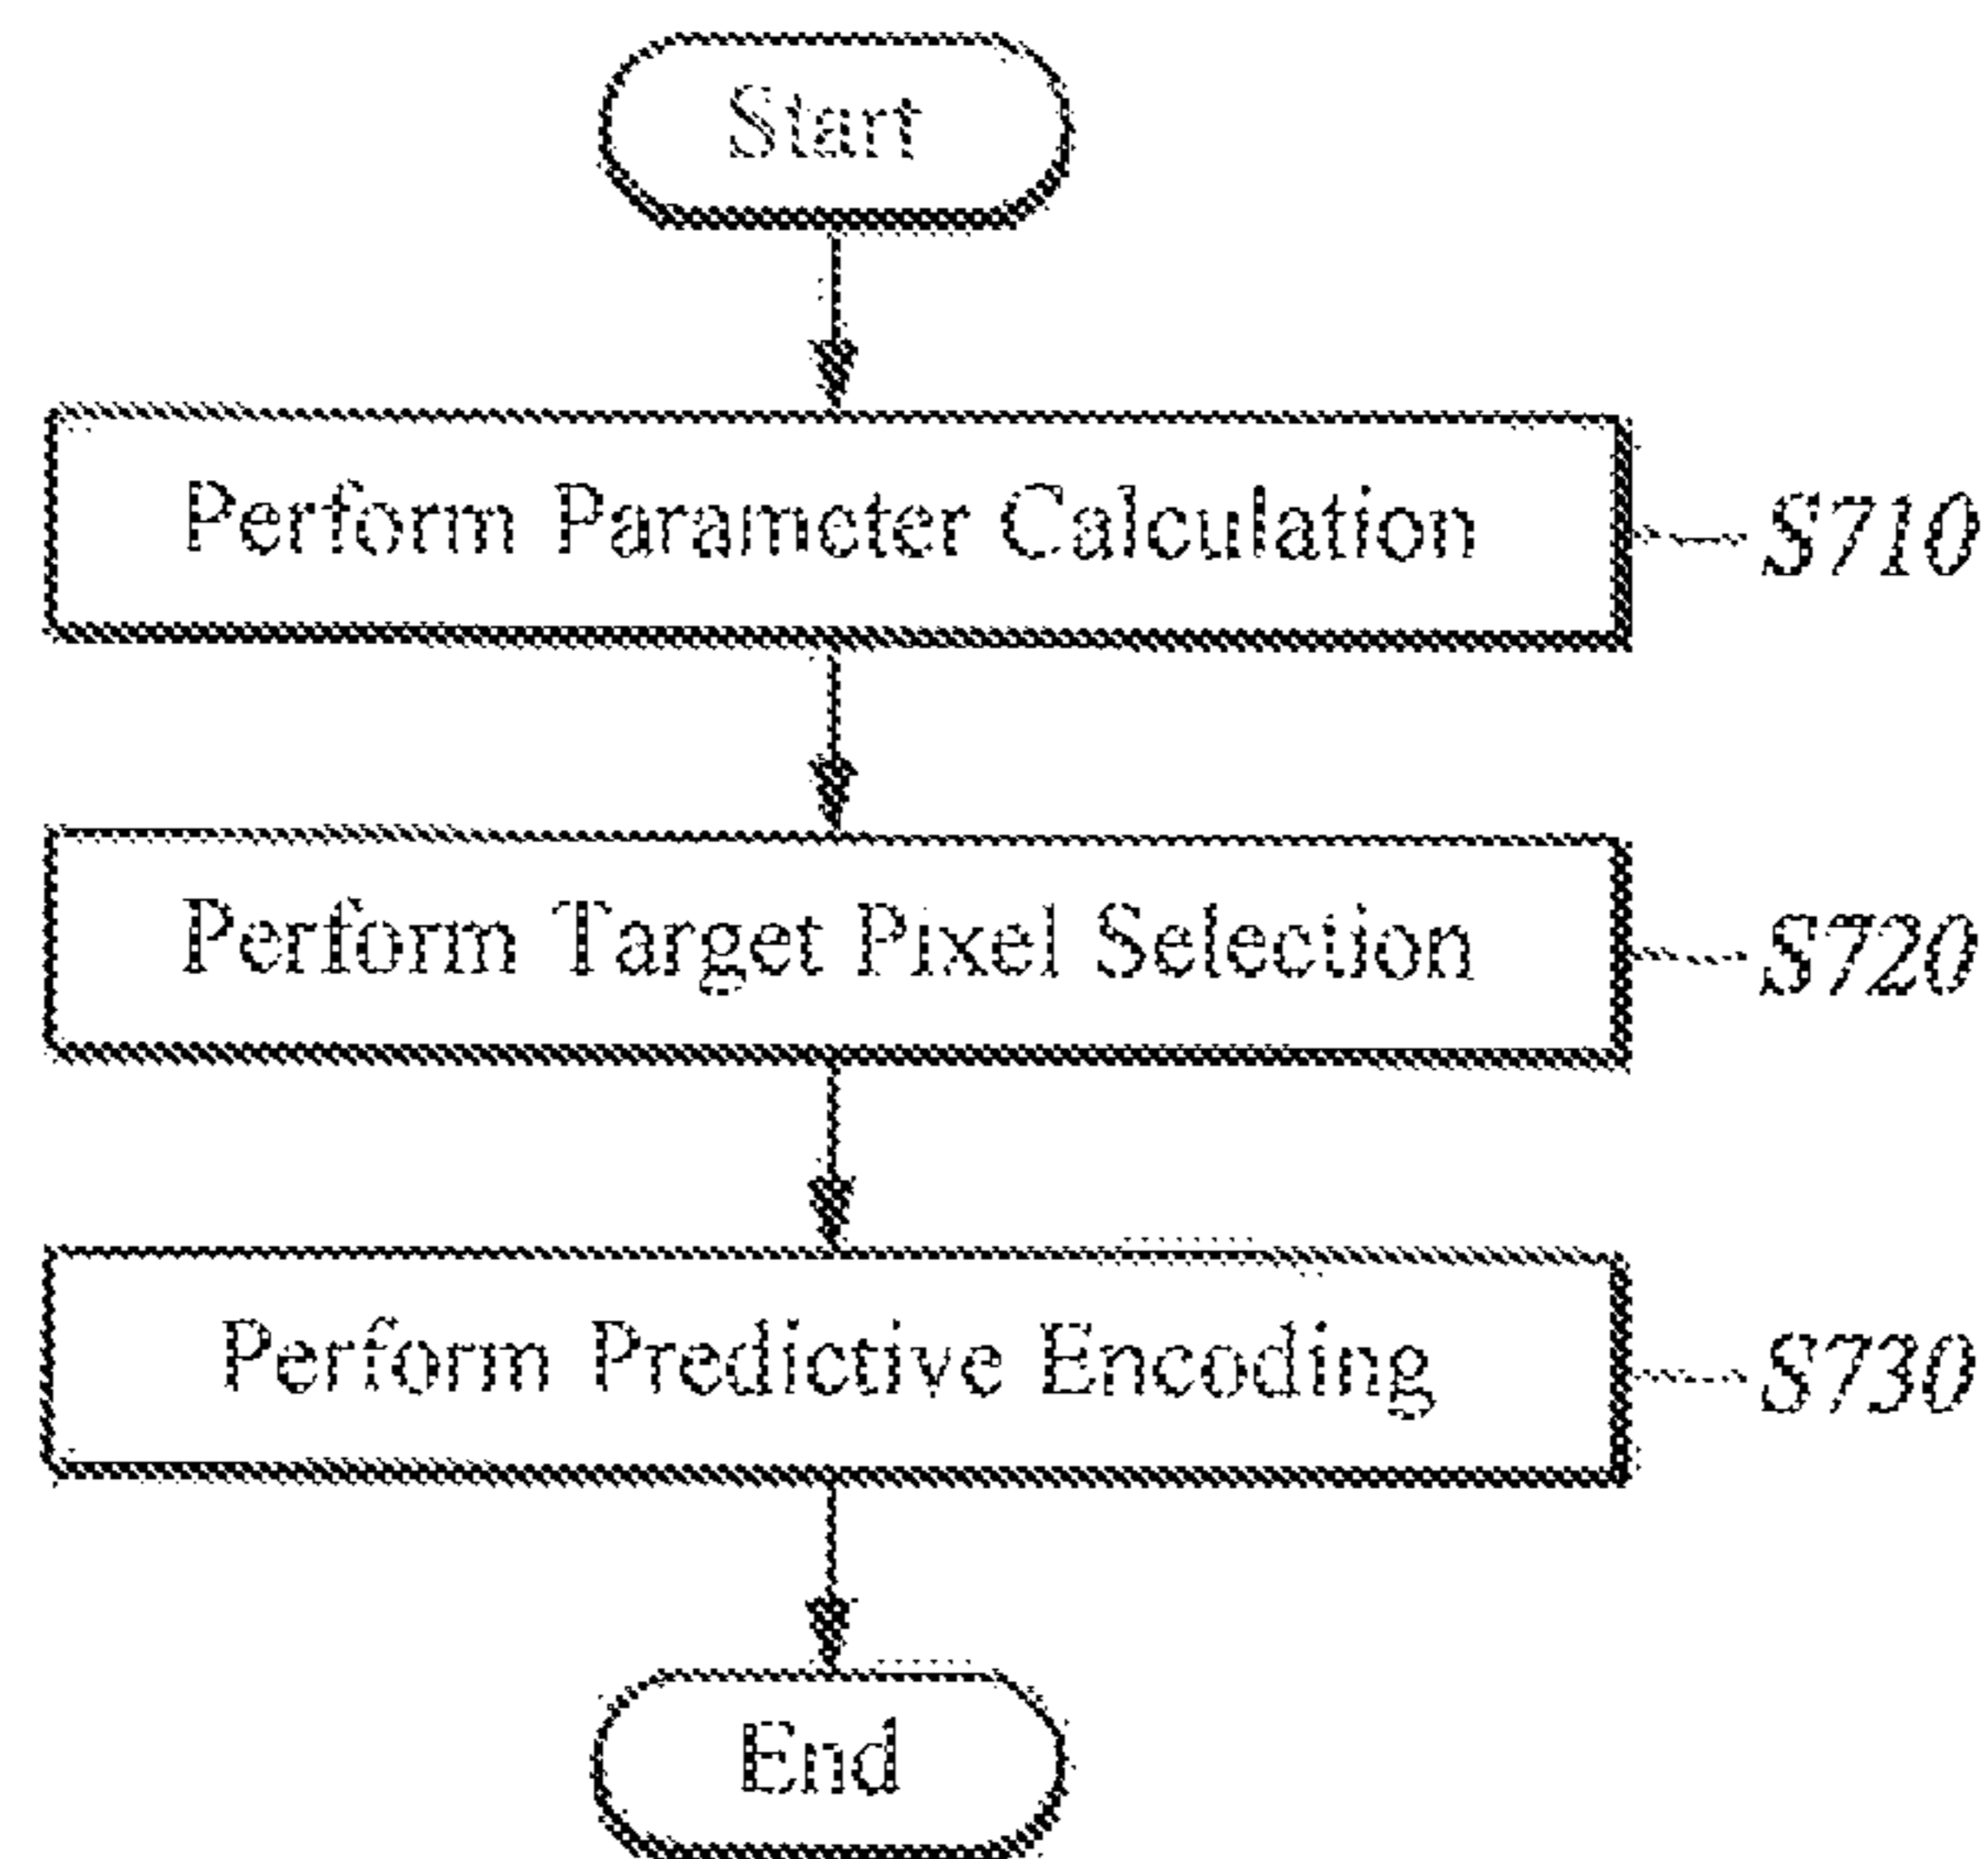 Start
Perform Parameter Calculation
S710
Perform Target Pixel Selection
S720
Perform Predictive Encoding
S730
End